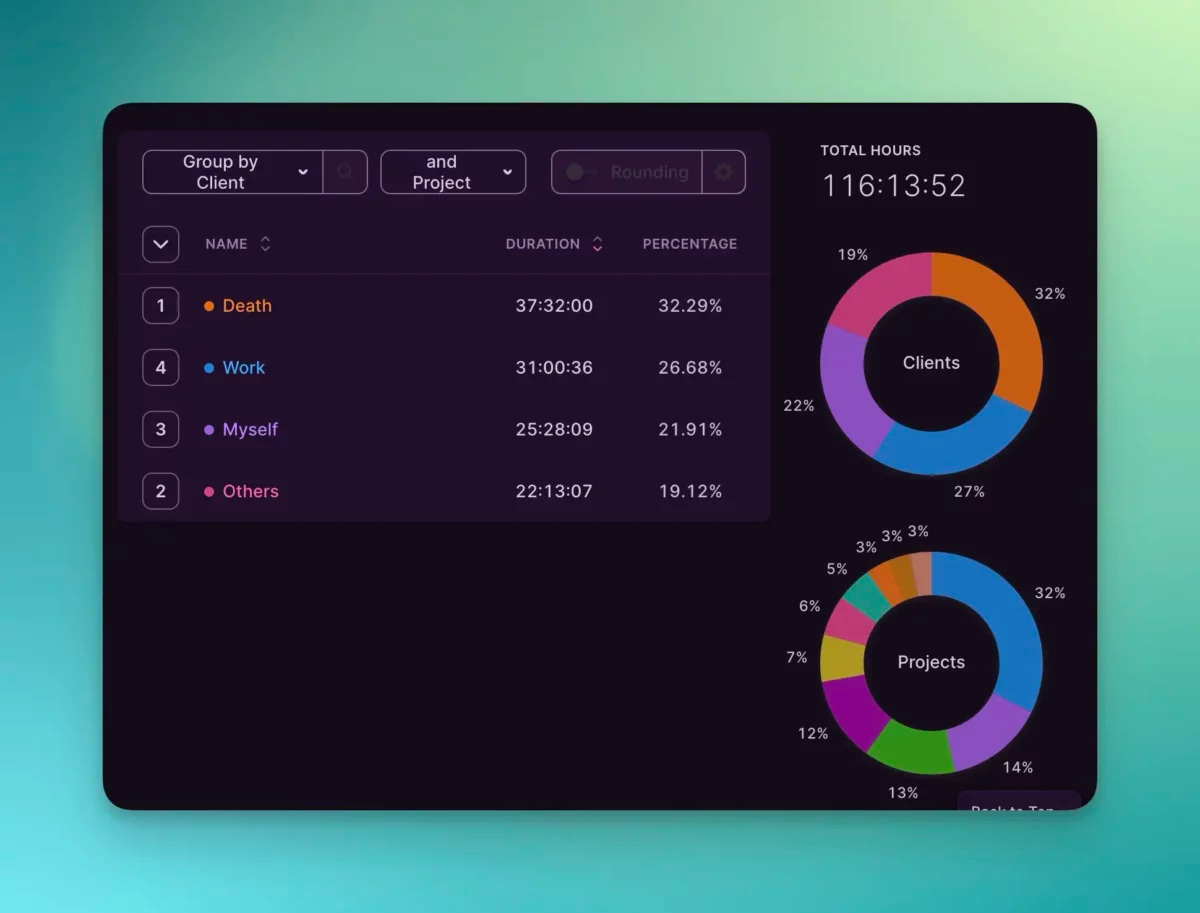 Group by
Client
and
Project
Rounding
NAME
DURATION
PERCENTAGE
1
Death
37:32:00
32.29%
4
Work
31:00:36
26.68%
3
Myself
25:28:09
21.91%
2
Others
22:13:07
19.12%
TOTAL HOURS
116:13:52
19%
32%
Clients
22%
27%
3%
3%
3%
5%
32%
6%
7%
Projects
12%
14%
13%
Back to Top